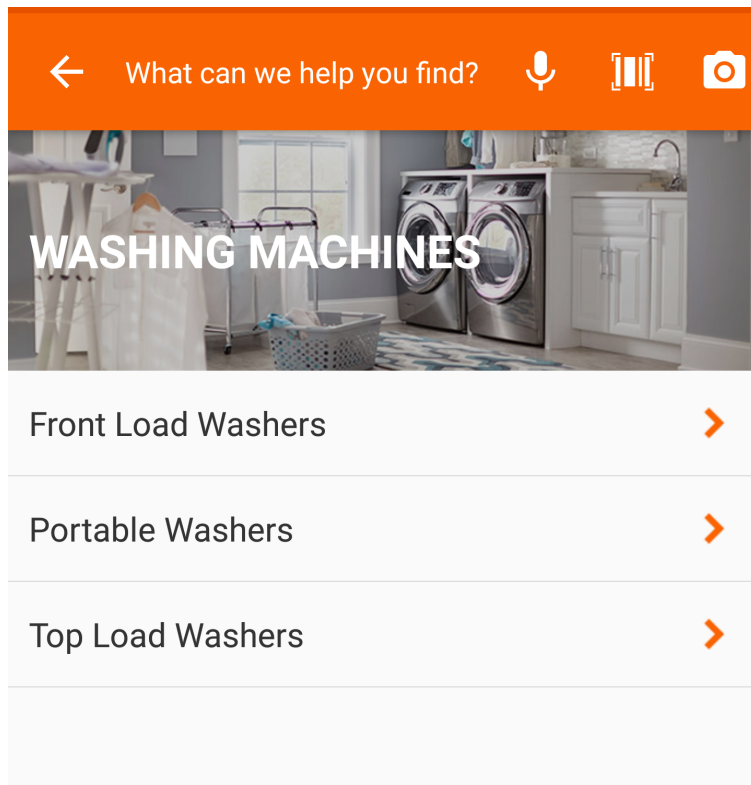 What can we help you find?
WASHING MACHINES
Front Load Washers
Portable Washers
Top Load Washers